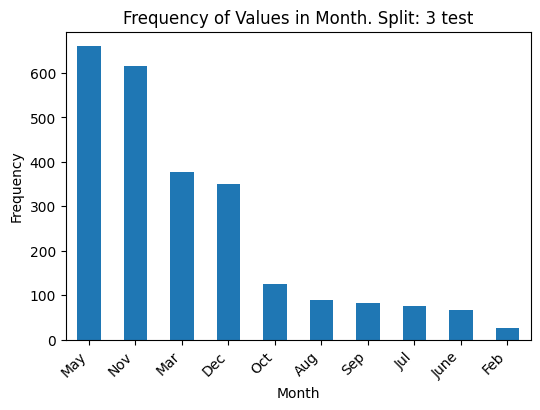 Frequency of Values in Month. Split: 3 test
Frequency
600
500
400
300
200
100
0
May Nov Mar Dec Oct Aug Sep Jul June Feb
Month